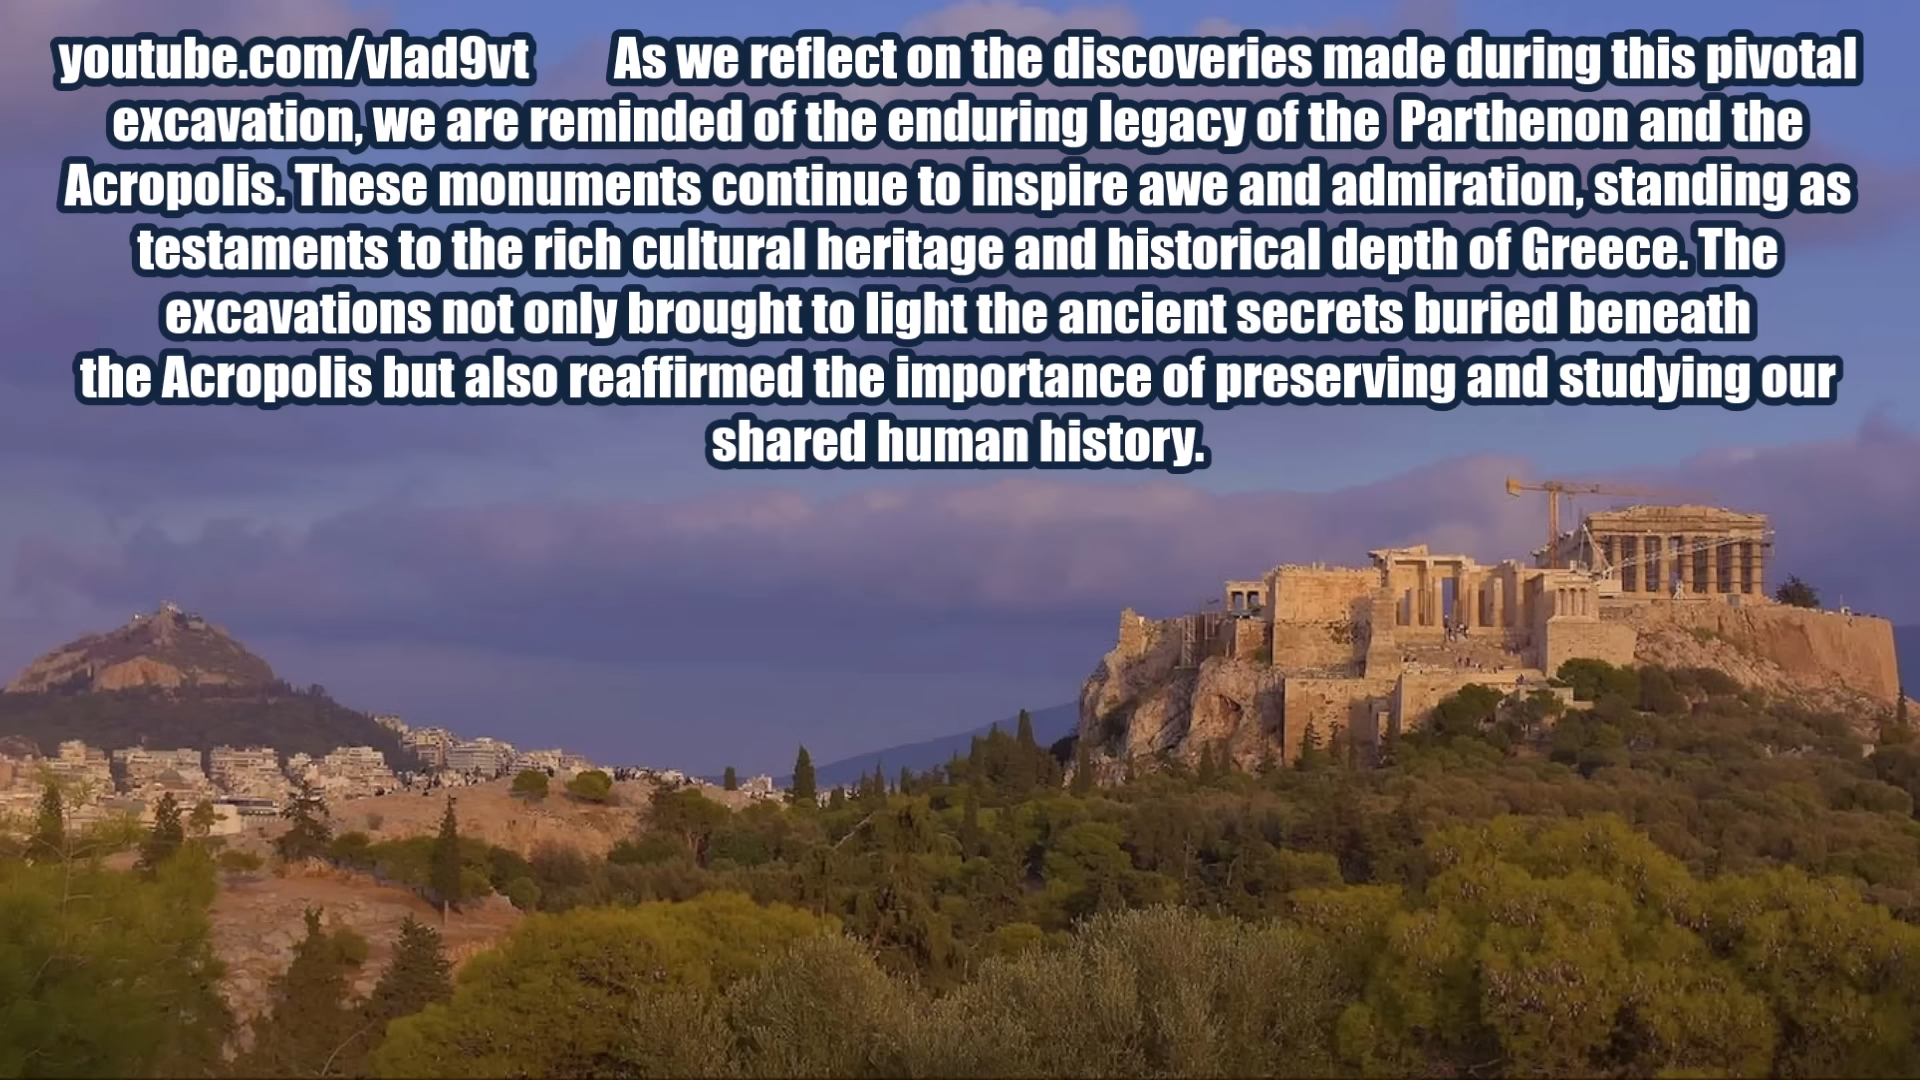 youtube.com/vlad9vt As we reflect on the discoveries made during this pivotal
excavation, we are reminded of the enduring legacy of the Parthenon and the
Acropolis. These monuments continue to inspire awe and admiration, standing as
testaments to the rich cultural heritage and historical depth of Greece. The
excavations not only brought to light the ancient secrets buried beneath
the Acropolis but also reaffirmed the importance of preserving and studying our
shared human history.